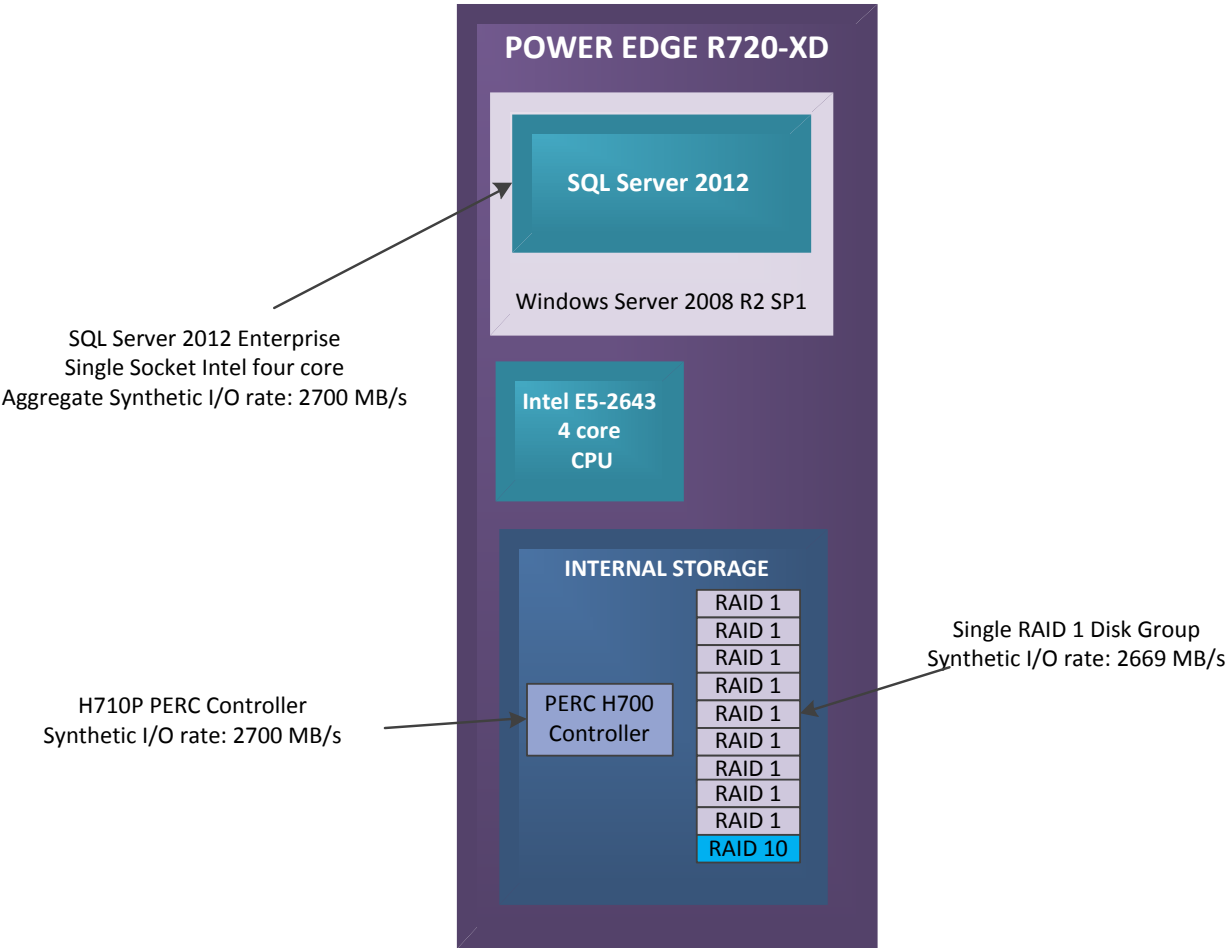 POWER EDGE R720-XD
SQL Server 2012
Windows Server 2008 R2 SP1
SQL Server 2012 Enterprise
Single Socket Intel four core
Aggregate Synthetic I/O rate: 2700 MB/s
Intel E5-2643
4 core
CPU
INTERNAL STORAGE
RAID 1
RAID 1
RAID 1
RAID 1
RAID 1
RAID 1
RAID 1
RAID 1
RAID 1
RAID 10
PERC H700
Controller
Single RAID 1 Disk Group
Synthetic I/O rate: 2669 MB/s
H710P PERC Controller
Synthetic I/O rate: 2700 MB/s